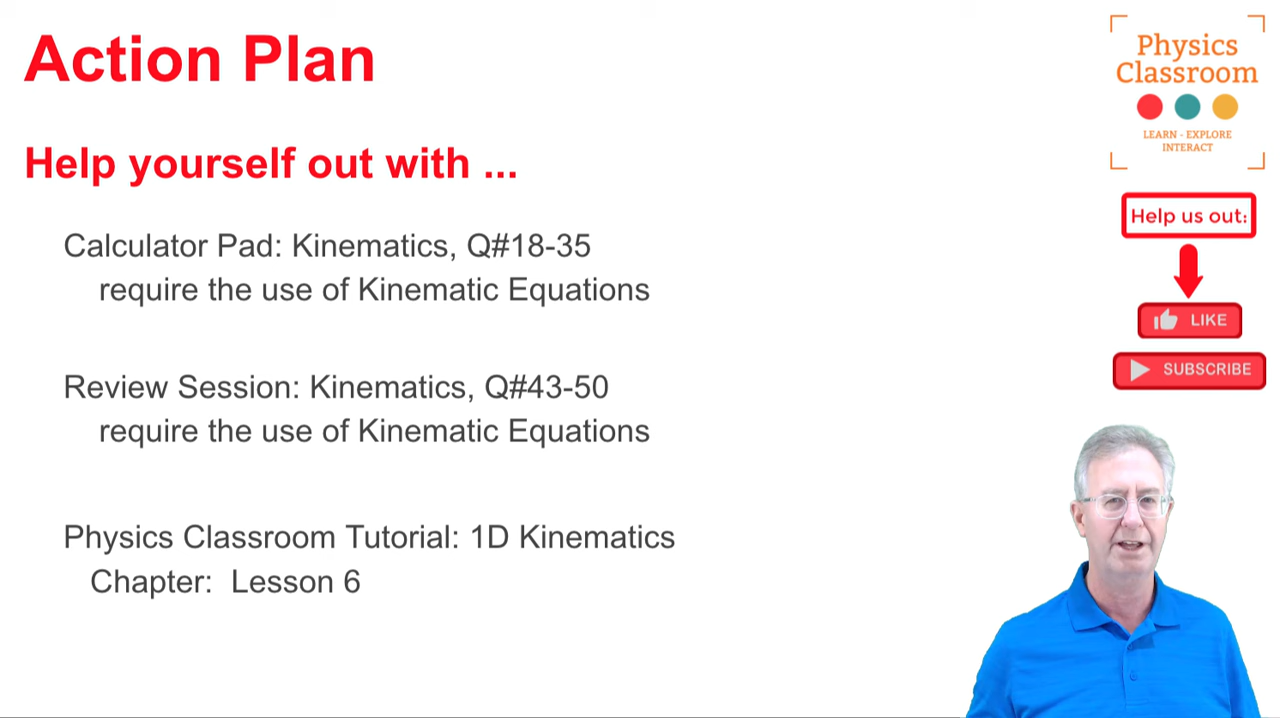 Action Plan
Help yourself out with ...
Calculator Pad: Kinematics, Q#18-35
require the use of Kinematic Equations
Review Session: Kinematics, Q#43-50
require the use of Kinematic Equations
Physics Classroom Tutorial: 1D Kinematics
Chapter: Lesson 6
Physics
Classroom
LEARN - EXPLORE
INTERACT
Help us out:
LIKE
SUBSCRIBE